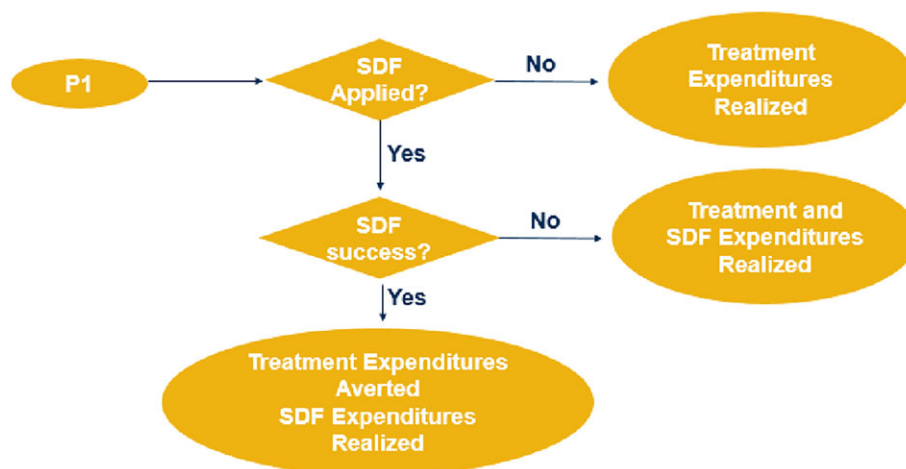 P1
SDF
Applied?
No
Treatment
Expenditures
Realized
Yes
SDF
success?
No
Treatment and
SDF Expenditures
Realized
Yes
Treatment Expenditures
Averted
SDF Expenditures
Realized